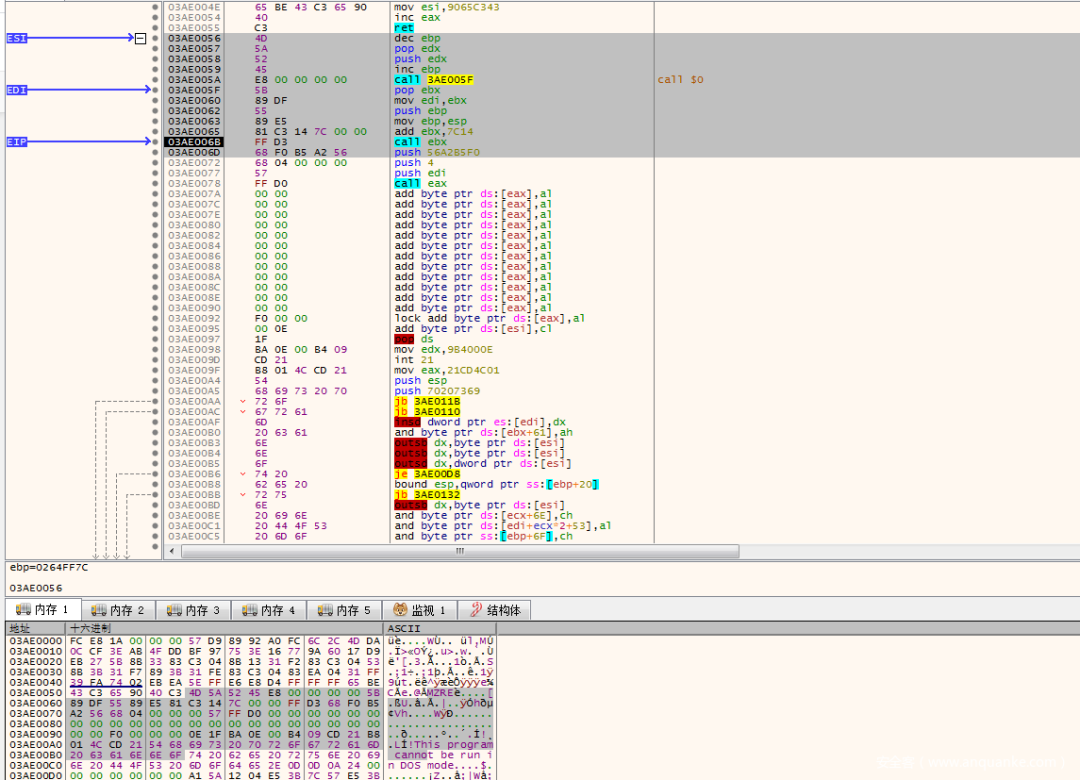 03AE004E 65 BE 43 C3 65 90 mov esi,9065C343
03AE0054 40 inc eax
03AE0055 C3 ret
ESI 03AE0056 4D dec ebp
03AE0057 5A pop edx
03AE0058 52 push edx
03AE0059 45 inc ebp
03AE005A E8 00 00 00 00 call 3AE005F call $0
EDI 03AE005F 5B pop ebx
03AE0060 89 DF mov edi,ebx
03AE0062 55 push ebp
03AE0063 89 E5 mov ebp,esp
03AE0065 81 C3 14 7C 00 00 add ebx,7C14
EIP 03AE006B FF D3 call ebx
03AE006D 68 F0 B5 A2 56 push 56A2B5F0
03AE0072 68 04 00 00 00 push 4
03AE0077 57 push edi
03AE0078 FF D0 call eax
03AE007A 00 00 add byte ptr ds:[eax],al
03AE007C 00 00 add byte ptr ds:[eax],al
03AE007E 00 00 add byte ptr ds:[eax],al
03AE0080 00 00 add byte ptr ds:[eax],al
03AE0082 00 00 add byte ptr ds:[eax],al
03AE0084 00 00 add byte ptr ds:[eax],al
03AE0086 00 00 add byte ptr ds:[eax],al
03AE0088 00 00 add byte ptr ds:[eax],al
03AE008A 00 00 add byte ptr ds:[eax],al
03AE008C 00 00 add byte ptr ds:[eax],al
03AE008E 00 00 add byte ptr ds:[eax],al
03AE0090 00 00 add byte ptr ds:[eax],al
03AE0092 F0 00 00 lock add byte ptr ds:[eax],al
03AE0095 00 0E add byte ptr ds:[esi],cl
03AE0097 1F pop ds
03AE0098 BA 0E 00 B4 09 mov edx,9B4000E
03AE009D CD 21 int 21
03AE009F B8 01 4C CD 21 mov eax,21CD4C01
03AE00A4 54 push esp
03AE00A5 68 69 73 20 70 push 70207369
03AE00AA 72 6F jb 3AE011B
03AE00AC 67 72 61 jb 3AE0110
03AE00AF 6D insd dword ptr es:[edi],dx
03AE00B0 20 63 61 and byte ptr ds:[ebx+61],ah
03AE00B3 6E outsb dx,byte ptr ds:[esi]
03AE00B4 6E outsb dx,byte ptr ds:[esi]
03AE00B5 6F outsd dx,dword ptr ds:[esi]
03AE00B6 74 20 je 3AE00D8
03AE00B8 62 65 20 bound esp,qword ptr ss:[ebp+20]
03AE00BB 72 75 jb 3AE0132
03AE00BD 6E outsb dx,byte ptr ds:[esi]
03AE00BE 20 69 6E and byte ptr ds:[ecx+6E],ch
03AE00C1 20 44 4F 53 and byte ptr ds:[edi+ecx*2+53],al
03AE00C5 20 6D 6F and byte ptr ss:[ebp+6F],ch
ebp=0264FF7C
03AE0056
内存 1 内存 2 内存 3 内存 4 内存 5 监视 1 结构体
地址 十六进制 ASCII
03AE0000 FC E8 1A 00 00 00 57 D9 89 92 A0 FC 6C 2C 4D DA üè....WÙ.. ül,MÚ
03AE0010 0C CF 3E AB 4F DD BF 97 75 3E 16 77 9A 60 17 D9 .Ï>«OÝ¿.u>.w.`.Ù
03AE0020 EB 27 5B 8B 33 83 C3 04 8B 13 31 F2 83 C3 04 53 ë'[.3.Ã...1ò.Ã.S
03AE0030 8B 3B 31 F7 89 3B 31 FE 83 C3 04 83 EA 04 31 FF .;1÷.;1þ.Ã..ê.1ÿ
03AE0040 39 FA 74 02 EB EA 5E FF E6 E8 D4 FF FF FF 65 BE 9út.ëê^ÿæèÔÿÿÿe¾
03AE0050 43 C3 65 90 40 C3 4D 5A 52 45 E8 00 00 00 00 5B CÃe.@ÃMZREè....[
03AE0060 89 DF 55 89 E5 81 C3 14 7C 00 00 FF D3 68 F0 B5 .ßU.å.Ã.|..ÿÓhðµ
03AE0070 A2 56 68 04 00 00 00 57 FF D0 00 00 00 00 00 00 ¢Vh....WÿÐ......
03AE0080 00 00 00 00 00 00 00 00 00 00 00 00 00 00 00 00 ................
03AE0090 00 00 F0 00 00 00 0E 1F BA 0E 00 B4 09 CD 21 B8 ..ð.....º..´.Í!¸
03AE00A0 01 4C CD 21 54 68 69 73 20 70 72 6F 67 72 61 6D .LÍ!This program
03AE00B0 20 63 61 6E 6E 6F 74 20 62 65 20 72 75 6E 20 69 cannot be run i
03AE00C0 6E 20 44 4F 53 20 6D 6F 64 65 2E 0D 0D 0A 24 00 n DOS mode....$.
03AE00D0 00 00 00 00 00 00 A1 5A 12 04 E5 3B 7C 57 E5 3B ......¡Z..å;|Wå;